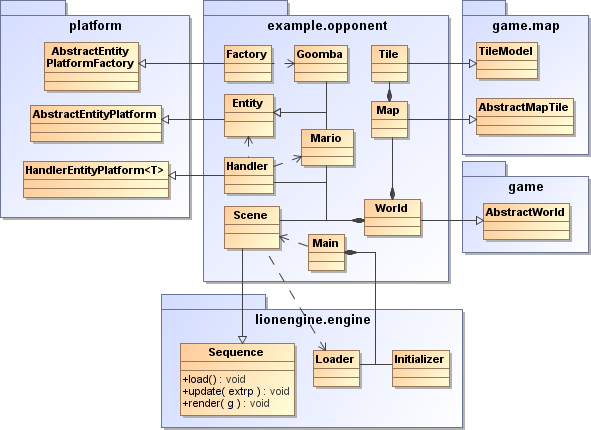 platform
AbstractEntity
PlatformFactory
AbstractEntityPlatform
HandlerEntityPlatform<T>
example.opponent
Factory
Goomba
Tile
Entity
Map
Mario
Handler
Scene
World
Main
game.map
TileModel
AbstractMapTile
game
AbstractWorld
lionengine.engine
Sequence
+load() : void
+update( extrp ) : void
+render( g ) : void
Loader
Initializer